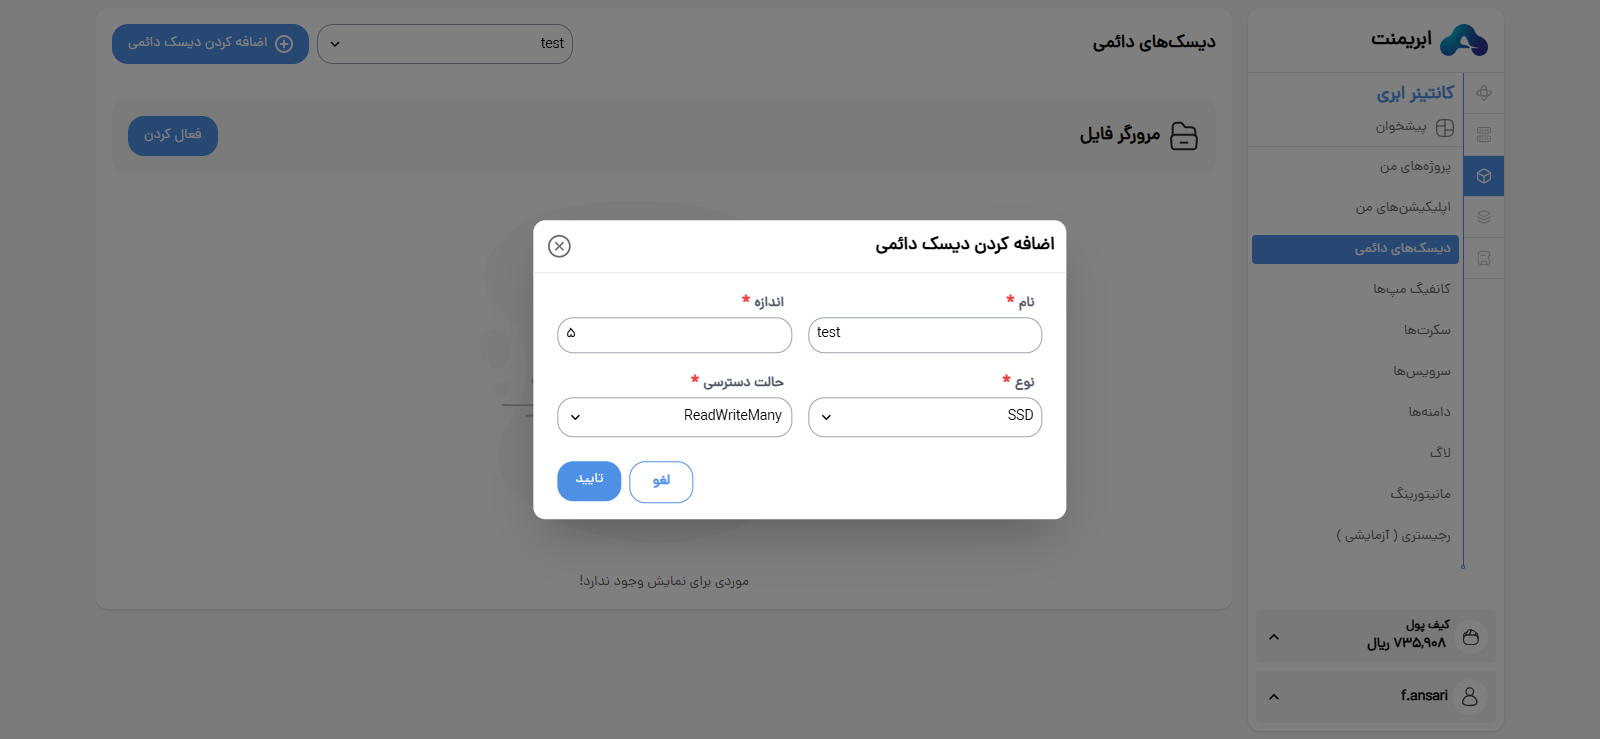 ابریمنت
کانتینر ابری
پیشخوان
پروژه‌های من
اپلیکیشن‌های من
دیسک‌های دائمی
کانفیگ مپ‌ها
سکرت‌ها
سرویس‌ها
دامنه‌ها
لاگ
مانیتورینگ
رجیستری ( آزمایشی )
کیف پول
۷۳۵,۹۰۸ ریال
f.ansari
دیسک‌های دائمی
test
اضافه کردن دیسک دائمی
مرورگر فایل
فعال کردن
اضافه کردن دیسک دائمی
نام *
اندازه *
test
۵
نوع *
حالت دسترسی *
SSD
ReadWriteMany
لغو
تایید
موردی برای نمایش وجود ندارد!